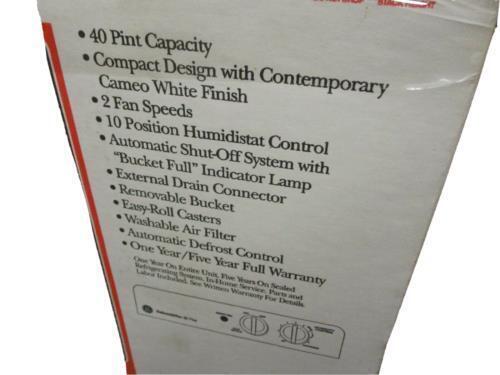 • 40 Pint Capacity
• Compact Design with Contemporary
Cameo White Finish
• 2 Fan Speeds
• 10 Position Humidistat Control
• Automatic Shut-Off System with
"Bucket Full" Indicator Lamp
• External Drain Connector
• Removable Bucket
• Easy-Roll Casters
• Washable Air Filter
• Automatic Defrost Control
• One Year/Five Year Full Warranty
One Year On Entire Unit, Five Years On Sealed
Refrigerating System. In-Home Service. Parts and
Labor Included. See Written Warranty For Details.